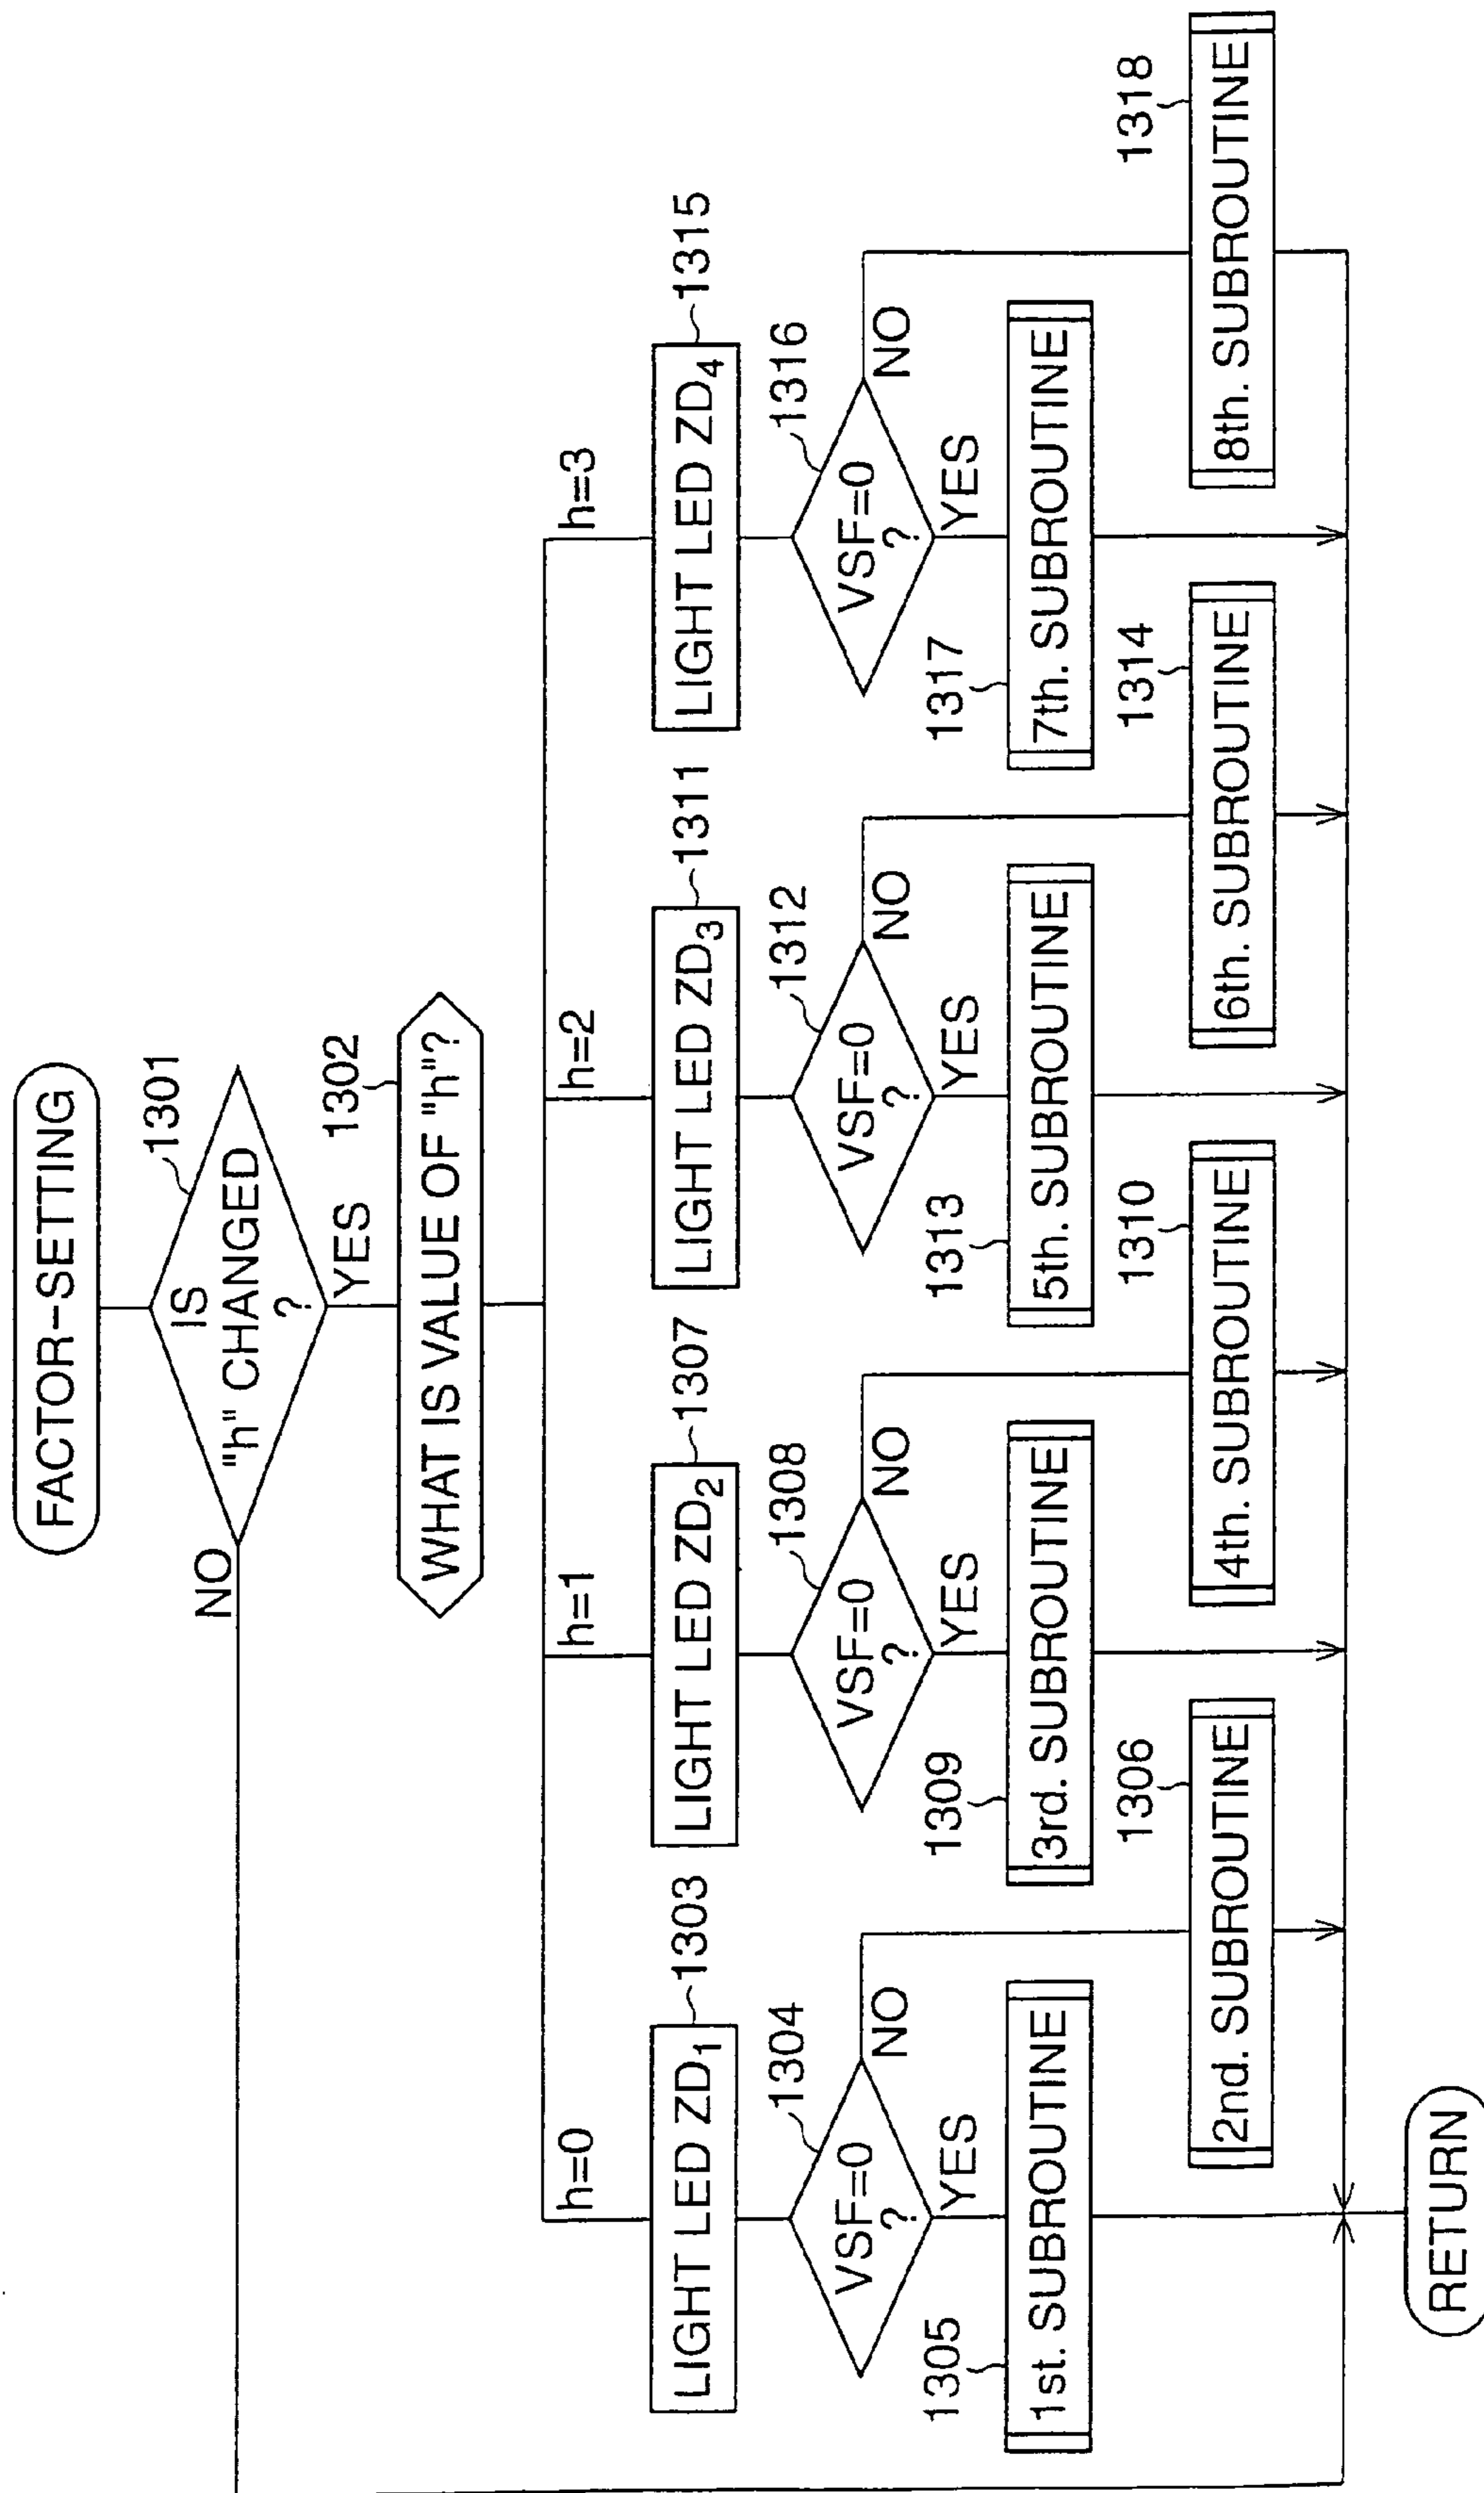 FACTOR-SETTING
1301
IS
"h" CHANGED
?
NO
YES
1302
WHAT IS VALUE OF "h"?
h=0
h=1
h=2
h=3
LIGHT LED ZD1
1303
LIGHT LED ZD2
1307
LIGHT LED ZD3
1311
LIGHT LED ZD4
1315
1304
VSF=0
?
NO
YES
1308
VSF=0
?
NO
YES
1312
VSF=0
?
NO
YES
1316
VSF=0
?
NO
YES
1305
1st. SUBROUTINE
1309
3rd. SUBROUTINE
1313
5th. SUBROUTINE
1317
7th. SUBROUTINE
1306
2nd. SUBROUTINE
1310
4th. SUBROUTINE
1314
6th. SUBROUTINE
1318
8th. SUBROUTINE
RETURN